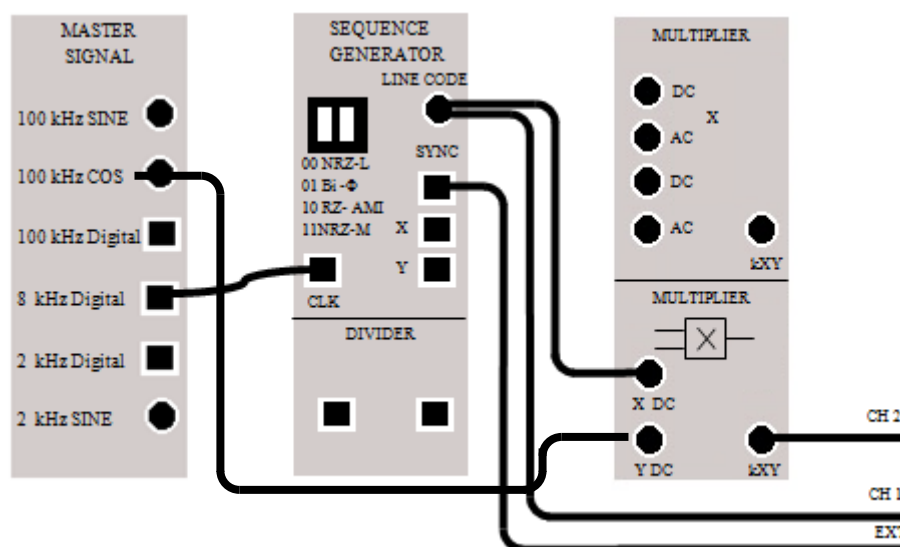 MASTER
SIGNAL
100 kHz SINE
100 kHz COS
100 kHz Digital
8 kHz Digital
2 kHz Digital
2 kHz SINE
SEQUENCE
GENERATOR
LINE CODE
00 NRZ-L
01 Bi -Φ
10 RZ- AMI
11NRZ-M
SYNC
X
Y
CLK
DIVIDER
MULTIPLIER
DC
X
AC
DC
AC
kXY
MULTIPLIER
X
X DC
Y DC
kXY
CH 2
CH 1
EXT